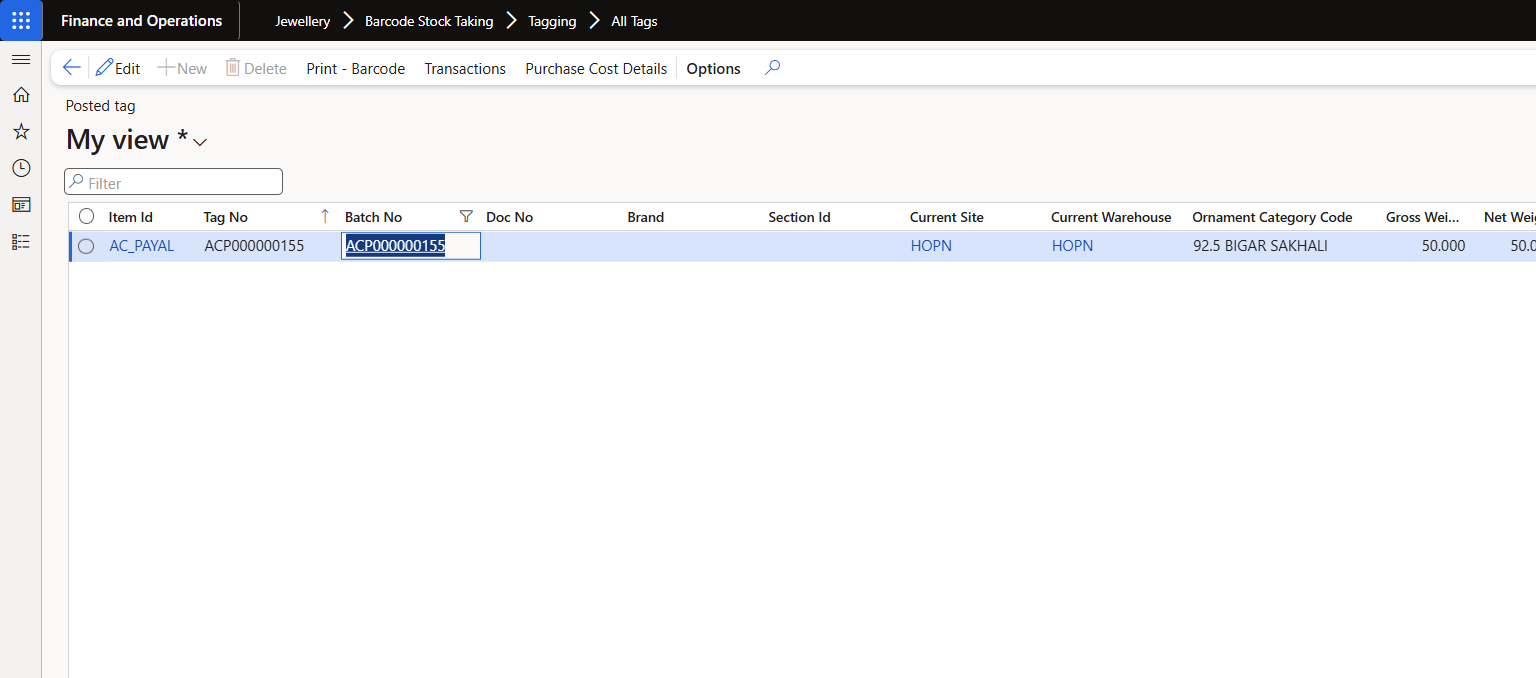 Finance and Operations Jewellery Barcode Stock Taking Tagging All Tags
Edit New Delete Print - Barcode Transactions Purchase Cost Details Options
Posted tag
My view *
Filter
Item Id Tag No Batch No Doc No Brand Section Id Current Site Current Warehouse Ornament Category Code Gross Wei... Net Weig
AC_PAYAL ACP000000155 ACP000000155 HOPN HOPN 92.5 BIGAR SAKHALI 50.000 50.0